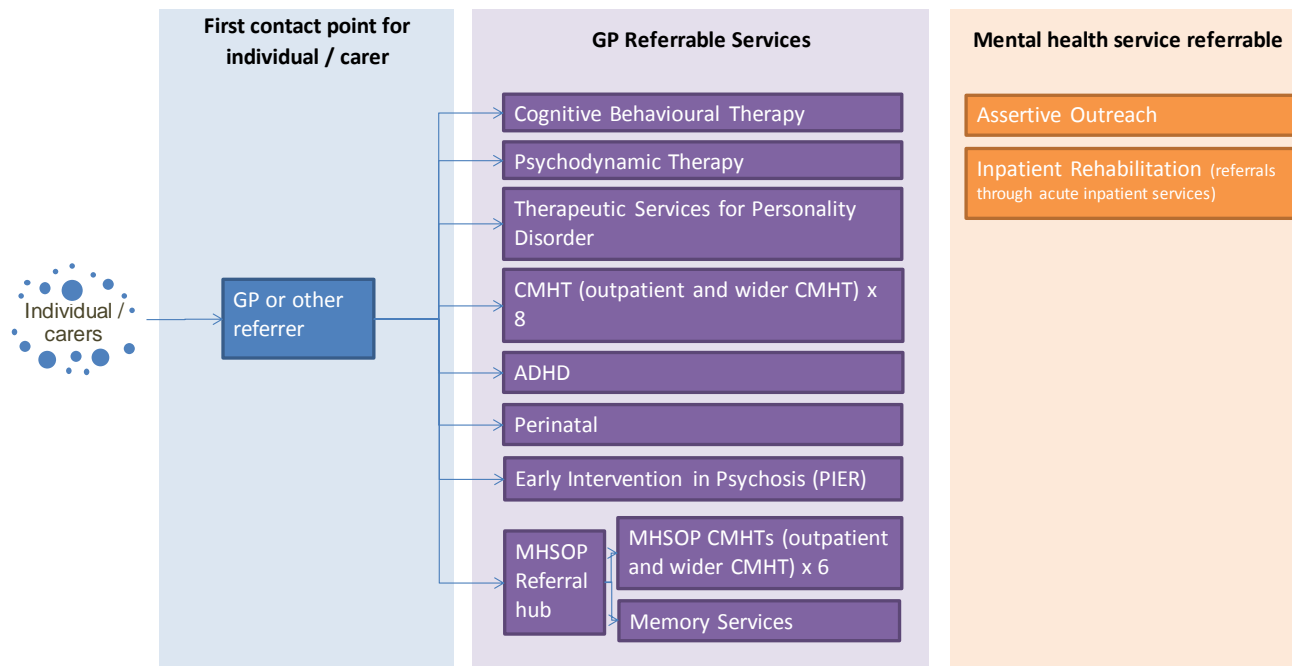 First contact point for
individual / carer
GP Referrable Services
Mental health service referrable
Individual /
carers
GP or other
referrer
Cognitive Behavioural Therapy
Psychodynamic Therapy
Therapeutic Services for Personality
Disorder
CMHT (outpatient and wider CMHT) x
8
ADHD
Perinatal
Early Intervention in Psychosis (PIER)
MHSOP
Referral
hub
MHSOP CMHTs (outpatient
and wider CMHT) x 6
Memory Services
Assertive Outreach
Inpatient Rehabilitation (referrals
through acute inpatient services)